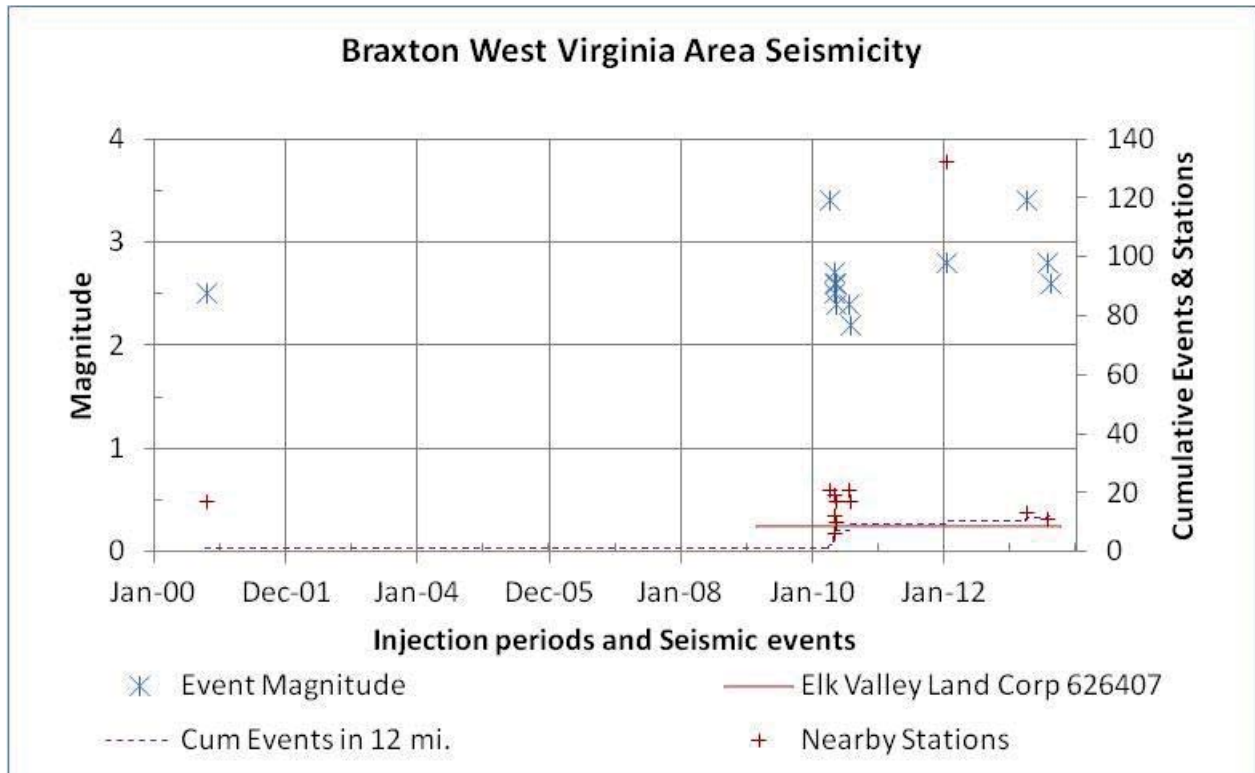 Braxton West Virginia Area Seismicity
4
3
2
1
0
Magnitude
140
120
100
80
60
40
20
0
Cumulative Events & Stations
Jan-00 Dec-01 Jan-04 Dec-05 Jan-08 Jan-10 Jan-12
Injection periods and Seismic events
Event Magnitude Elk Valley Land Corp 626407
Cum Events in 12 mi. Nearby Stations